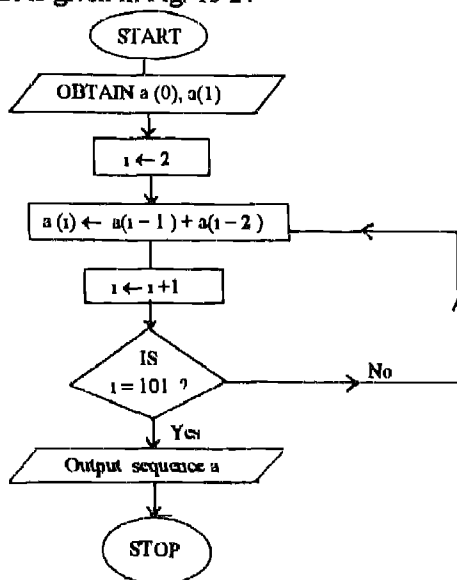 START
OBTAIN a (0), a(1)
ı ← 2
a (ı) ← a(ı − 1) + a(ı − 2 )
ı ← ı +1
IS
ı = 101 ?
No
Yes
Output sequence a
STOP